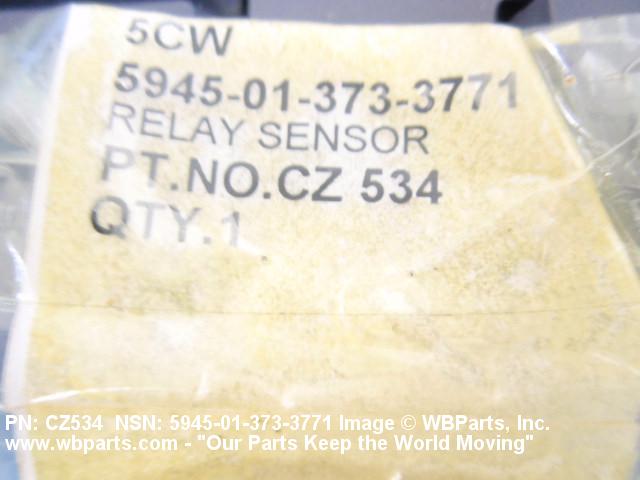 5CW
5945-01-373-3771
RELAY SENSOR
PT.NO.CZ 534
QTY.1
PN: CZ534 NSN: 5945-01-373-3771 Image © WBParts, Inc.
www.wbparts.com - "Our Parts Keep the World Moving"